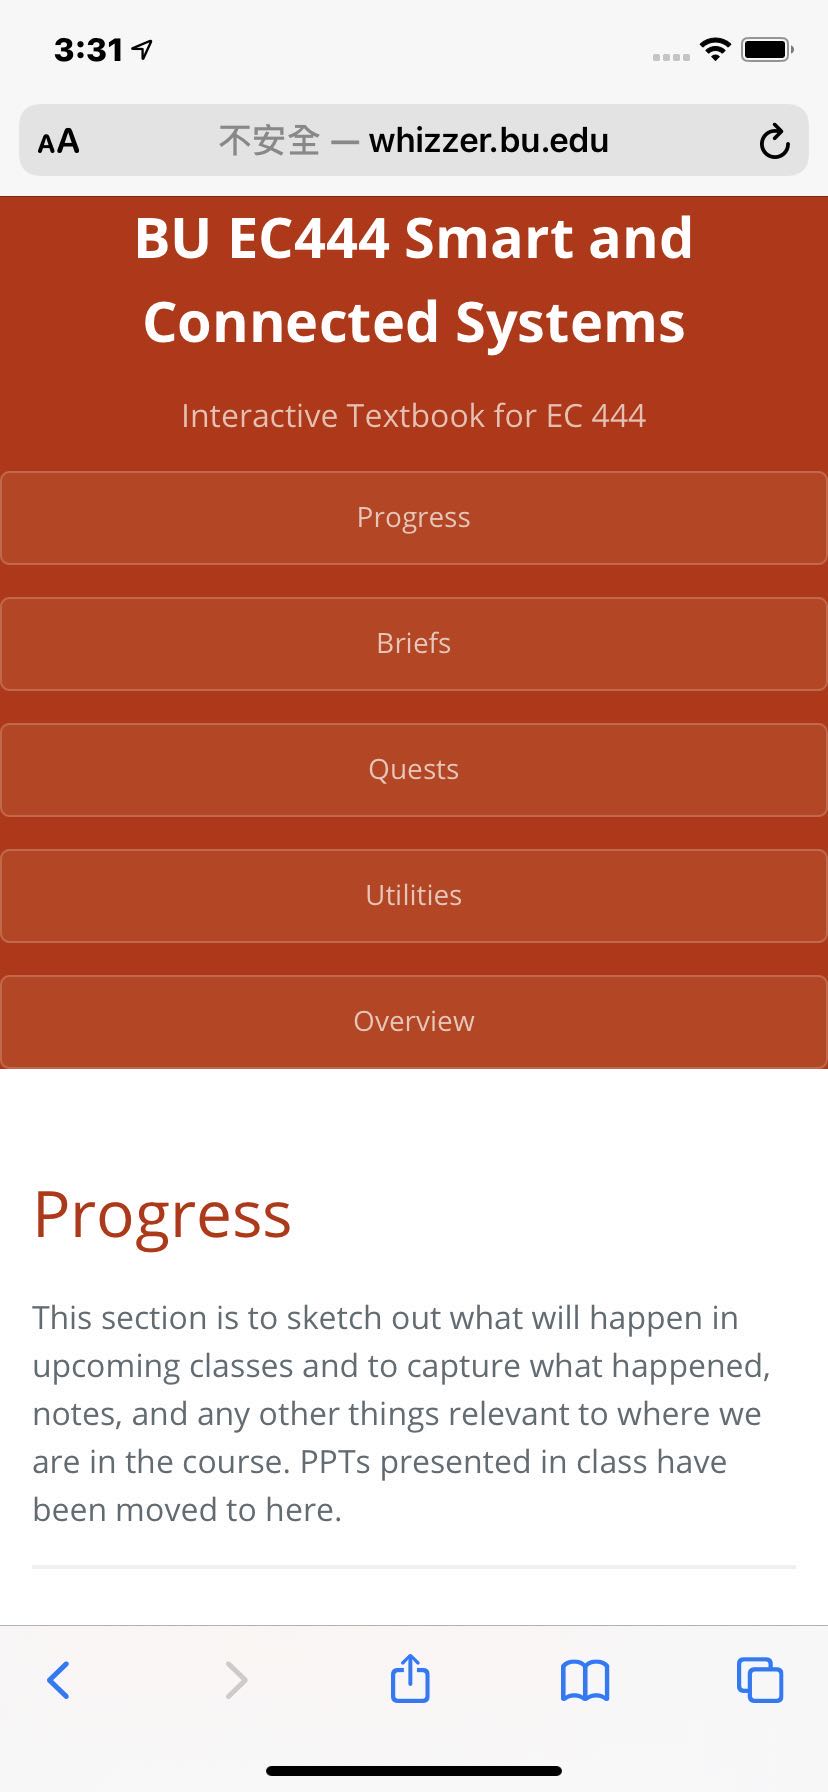 3:31
AA 不安全 — whizzer.bu.edu
BU EC444 Smart and
Connected Systems
Interactive Textbook for EC 444
Progress
Briefs
Quests
Utilities
Overview
Progress
This section is to sketch out what will happen in
upcoming classes and to capture what happened,
notes, and any other things relevant to where we
are in the course. PPTs presented in class have
been moved to here.